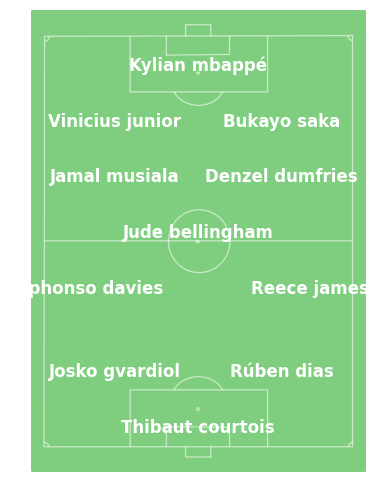 Kylian mbappé
Vinicius junior
Bukayo saka
Jamal musiala
Denzel dumfries
Jude bellingham
phonso davies
Reece james
Josko gvardiol
Rúben dias
Thibaut courtois